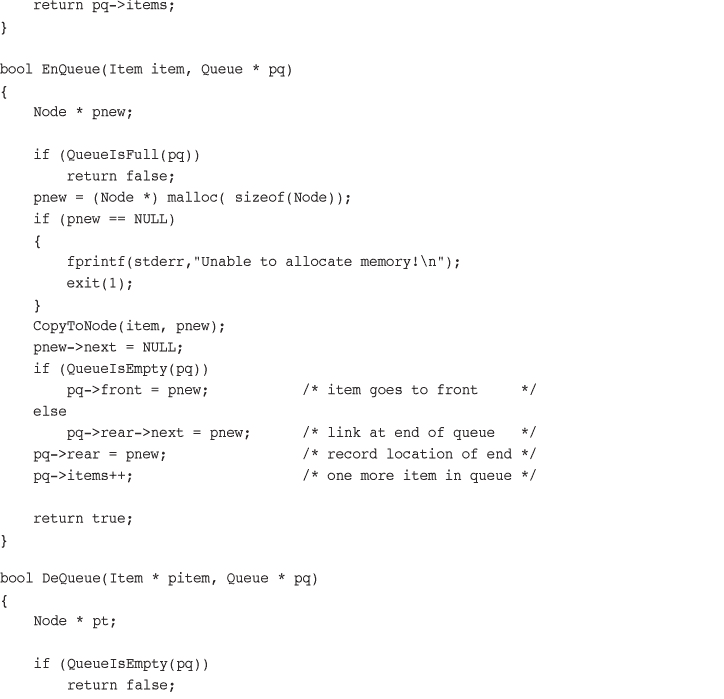 return pq->items;
}
bool EnQueue(Item item, Queue * pq)
{
    Node * pnew;
    if (QueueIsFull(pq))
        return false;
    pnew = (Node *) malloc( sizeof(Node));
    if (pnew == NULL)
    {
        fprintf(stderr,"Unable to allocate memory!\n");
        exit(1);
    }
    CopyToNode(item, pnew);
    pnew->next = NULL;
    if (QueueIsEmpty(pq))
        pq->front = pnew;           /* item goes to front     */
    else
        pq->rear->next = pnew;      /* link at end of queue   */
    pq->rear = pnew;                /* record location of end */
    pq->items++;                    /* one more item in queue */
    return true;
}
bool DeQueue(Item * pitem, Queue * pq)
{
    Node * pt;
    if (QueueIsEmpty(pq))
        return false;